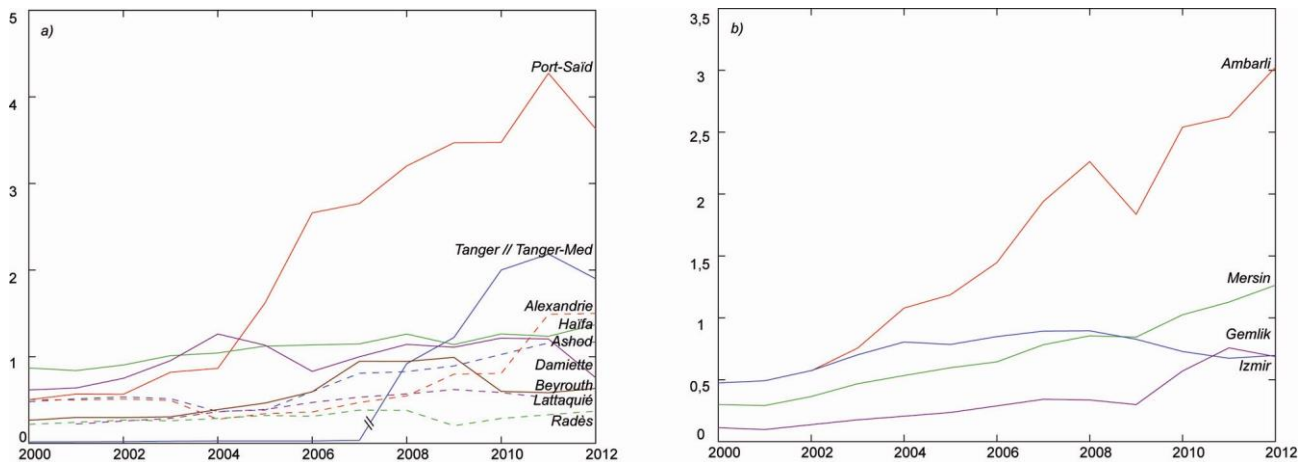 a)
5
4
3
2
1
0
Port-Saïd
Tanger // Tanger-Med
Alexandrie
Haïfa
Ashod
Damiette
Beyrouth
Lattaquié
Radès
2000 2002 2004 2006 2008 2010 2012
b)
3,5
3
2,5
2
1,5
1
0,5
0
Ambarli
Mersin
Gemlik
Izmir
2000 2002 2004 2006 2008 2010 2012